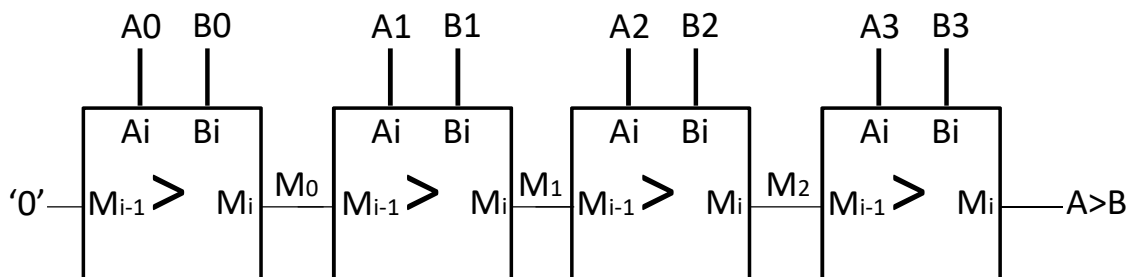 A0 B0 A1 B1 A2 B2 A3 B3
Ai Bi Ai Bi Ai Bi Ai Bi
‘0’ Mi-1 > Mi M0 Mi-1 > Mi M1 Mi-1 > Mi M2 Mi-1 > Mi A>B